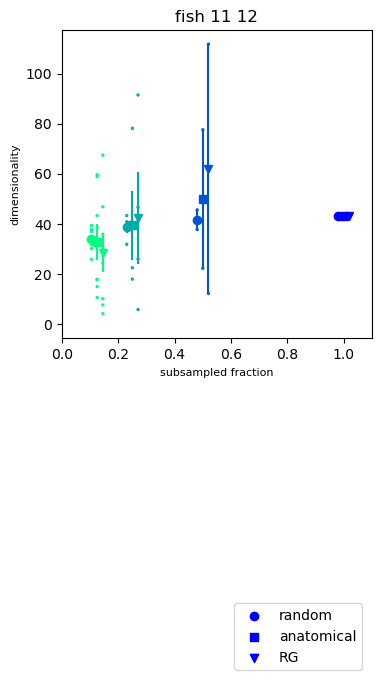 fish 11 12
dimensionality
100
80
60
40
20
0
0.0 0.2 0.4 0.6 0.8 1.0
subsampled fraction
random
anatomical
RG